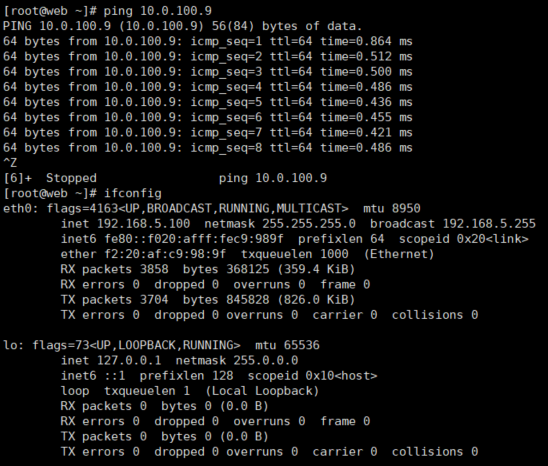 [root@web ~]# ping 10.0.100.9
PING 10.0.100.9 (10.0.100.9) 56(84) bytes of data.
64 bytes from 10.0.100.9: icmp_seq=1 ttl=64 time=0.864 ms
64 bytes from 10.0.100.9: icmp_seq=2 ttl=64 time=0.512 ms
64 bytes from 10.0.100.9: icmp_seq=3 ttl=64 time=0.500 ms
64 bytes from 10.0.100.9: icmp_seq=4 ttl=64 time=0.486 ms
64 bytes from 10.0.100.9: icmp_seq=5 ttl=64 time=0.436 ms
64 bytes from 10.0.100.9: icmp_seq=6 ttl=64 time=0.455 ms
64 bytes from 10.0.100.9: icmp_seq=7 ttl=64 time=0.421 ms
64 bytes from 10.0.100.9: icmp_seq=8 ttl=64 time=0.486 ms
^Z
[6]+  Stopped                 ping 10.0.100.9
[root@web ~]# ifconfig
eth0: flags=4163<UP,BROADCAST,RUNNING,MULTICAST>  mtu 8950
        inet 192.168.5.100  netmask 255.255.255.0  broadcast 192.168.5.255
        inet6 fe80::f020:afff:fec9:989f  prefixlen 64  scopeid 0x20<link>
        ether f2:20:af:c9:98:9f  txqueuelen 1000  (Ethernet)
        RX packets 3858  bytes 368125 (359.4 KiB)
        RX errors 0  dropped 0  overruns 0  frame 0
        TX packets 3704  bytes 845828 (826.0 KiB)
        TX errors 0  dropped 0 overruns 0  carrier 0  collisions 0

lo: flags=73<UP,LOOPBACK,RUNNING>  mtu 65536
        inet 127.0.0.1  netmask 255.0.0.0
        inet6 ::1  prefixlen 128  scopeid 0x10<host>
        loop  txqueuelen 1  (Local Loopback)
        RX packets 0  bytes 0 (0.0 B)
        RX errors 0  dropped 0  overruns 0  frame 0
        TX packets 0  bytes 0 (0.0 B)
        TX errors 0  dropped 0 overruns 0  carrier 0  collisions 0